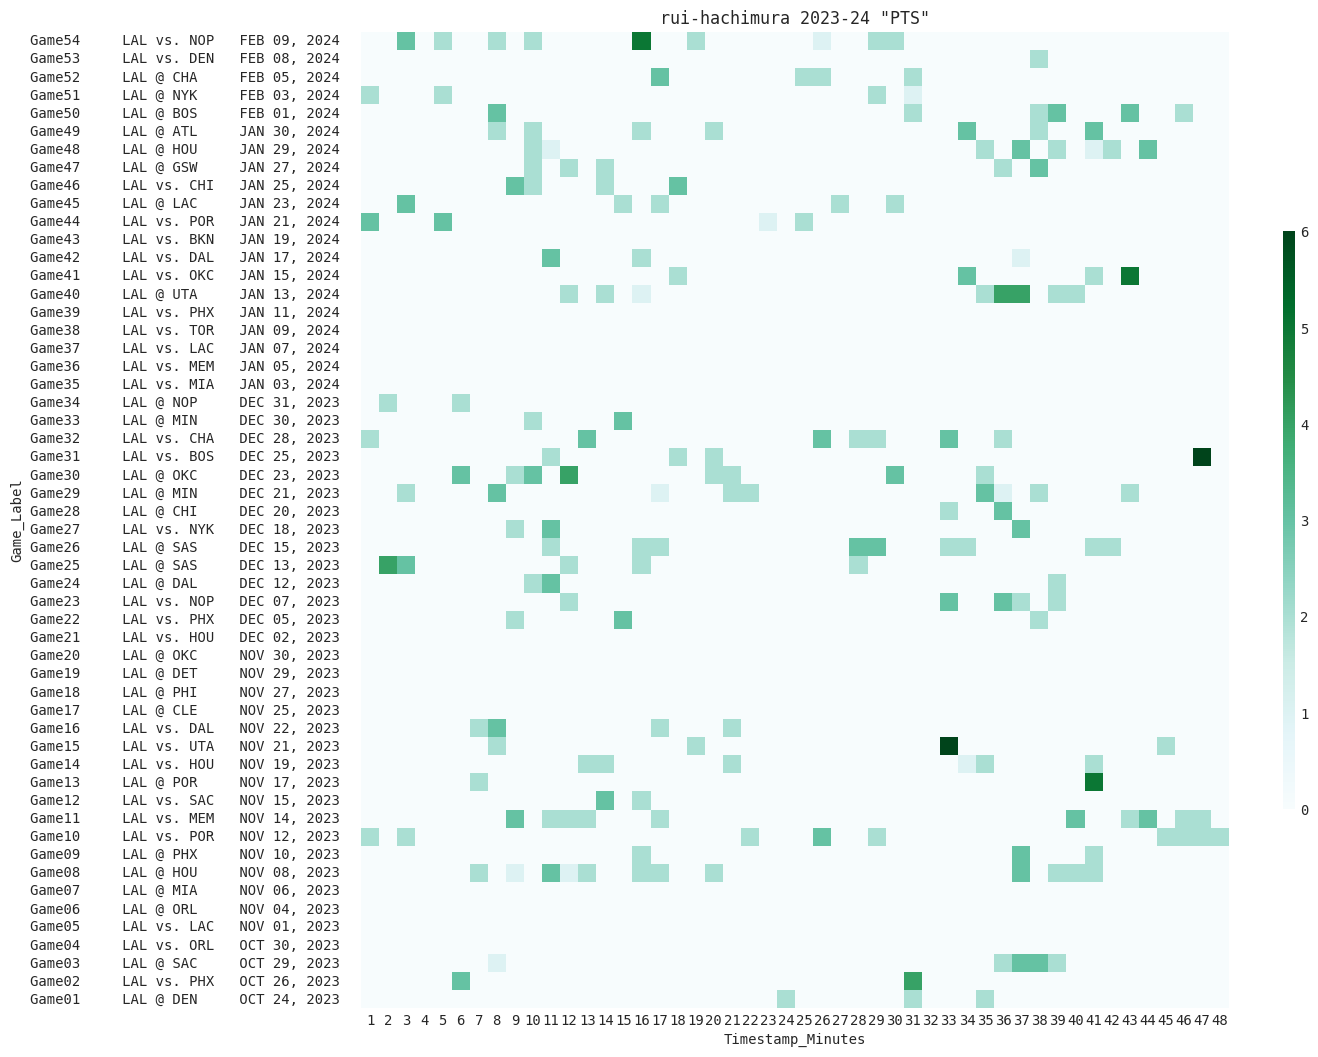 rui-hachimura 2023-24 "PTS"
Game54 LAL vs. NOP FEB 09, 2024
Game53 LAL vs. DEN FEB 08, 2024
Game52 LAL @ CHA FEB 05, 2024
Game51 LAL @ NYK FEB 03, 2024
Game50 LAL @ BOS FEB 01, 2024
Game49 LAL @ ATL JAN 30, 2024
Game48 LAL @ HOU JAN 29, 2024
Game47 LAL @ GSW JAN 27, 2024
Game46 LAL vs. CHI JAN 25, 2024
Game45 LAL @ LAC JAN 23, 2024
Game44 LAL vs. POR JAN 21, 2024
Game43 LAL vs. BKN JAN 19, 2024
Game42 LAL vs. DAL JAN 17, 2024
Game41 LAL vs. OKC JAN 15, 2024
Game40 LAL @ UTA JAN 13, 2024
Game39 LAL vs. PHX JAN 11, 2024
Game38 LAL vs. TOR JAN 09, 2024
Game37 LAL vs. LAC JAN 07, 2024
Game36 LAL vs. MEM JAN 05, 2024
Game35 LAL vs. MIA JAN 03, 2024
Game34 LAL @ NOP DEC 31, 2023
Game33 LAL @ MIN DEC 30, 2023
Game32 LAL vs. CHA DEC 28, 2023
Game31 LAL vs. BOS DEC 25, 2023
Game30 LAL @ OKC DEC 23, 2023
Game29 LAL @ MIN DEC 21, 2023
Game28 LAL @ CHI DEC 20, 2023
Game27 LAL vs. NYK DEC 18, 2023
Game26 LAL @ SAS DEC 15, 2023
Game25 LAL @ SAS DEC 13, 2023
Game24 LAL @ DAL DEC 12, 2023
Game23 LAL vs. NOP DEC 07, 2023
Game22 LAL vs. PHX DEC 05, 2023
Game21 LAL vs. HOU DEC 02, 2023
Game20 LAL @ OKC NOV 30, 2023
Game19 LAL @ DET NOV 29, 2023
Game18 LAL @ PHI NOV 27, 2023
Game17 LAL @ CLE NOV 25, 2023
Game16 LAL vs. DAL NOV 22, 2023
Game15 LAL vs. UTA NOV 21, 2023
Game14 LAL vs. HOU NOV 19, 2023
Game13 LAL @ POR NOV 17, 2023
Game12 LAL vs. SAC NOV 15, 2023
Game11 LAL vs. MEM NOV 14, 2023
Game10 LAL vs. POR NOV 12, 2023
Game09 LAL @ PHX NOV 10, 2023
Game08 LAL @ HOU NOV 08, 2023
Game07 LAL @ MIA NOV 06, 2023
Game06 LAL @ ORL NOV 04, 2023
Game05 LAL vs. LAC NOV 01, 2023
Game04 LAL vs. ORL OCT 30, 2023
Game03 LAL @ SAC OCT 29, 2023
Game02 LAL vs. PHX OCT 26, 2023
Game01 LAL @ DEN OCT 24, 2023
1 2 3 4 5 6 7 8 9 10 11 12 13 14 15 16 17 18 19 20 21 22 23 24 25 26 27 28 29 30 31 32 33 34 35 36 37 38 39 40 41 42 43 44 45 46 47 48
Timestamp_Minutes
Game_Label
6
5
4
3
2
1
0